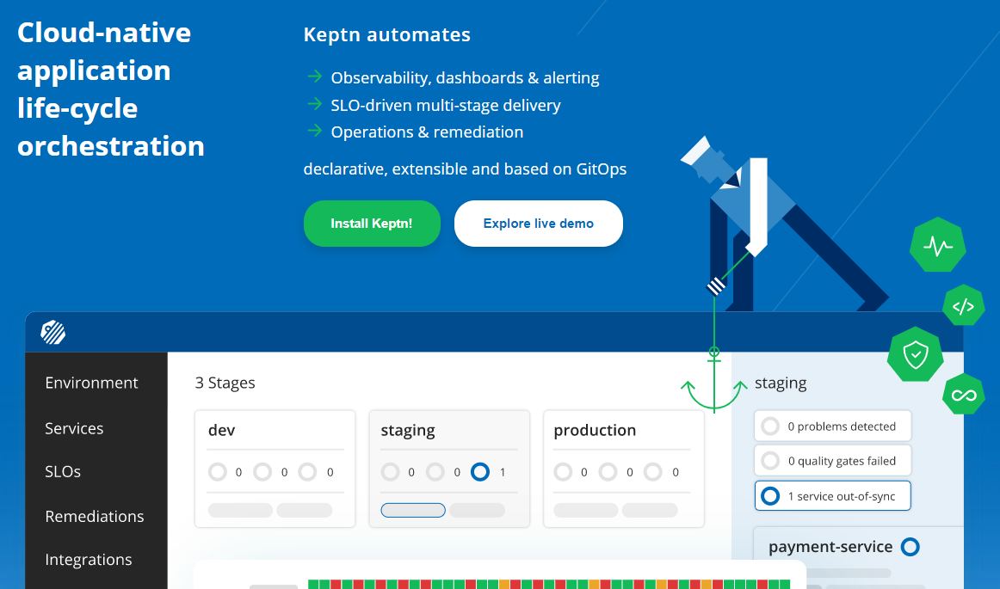 Cloud-native
application
life-cycle
orchestration
Keptn automates
Observability, dashboards & alerting
SLO-driven multi-stage delivery
Operations & remediation
declarative, extensible and based on GitOps
Install Keptn!
Explore live demo
Environment
Services
SLOs
Remediations
Integrations
3 Stages
dev
0 0 0
staging
0 0 1
production
0 0 0
staging
0 problems detected
0 quality gates failed
1 service out-of-sync
payment-service